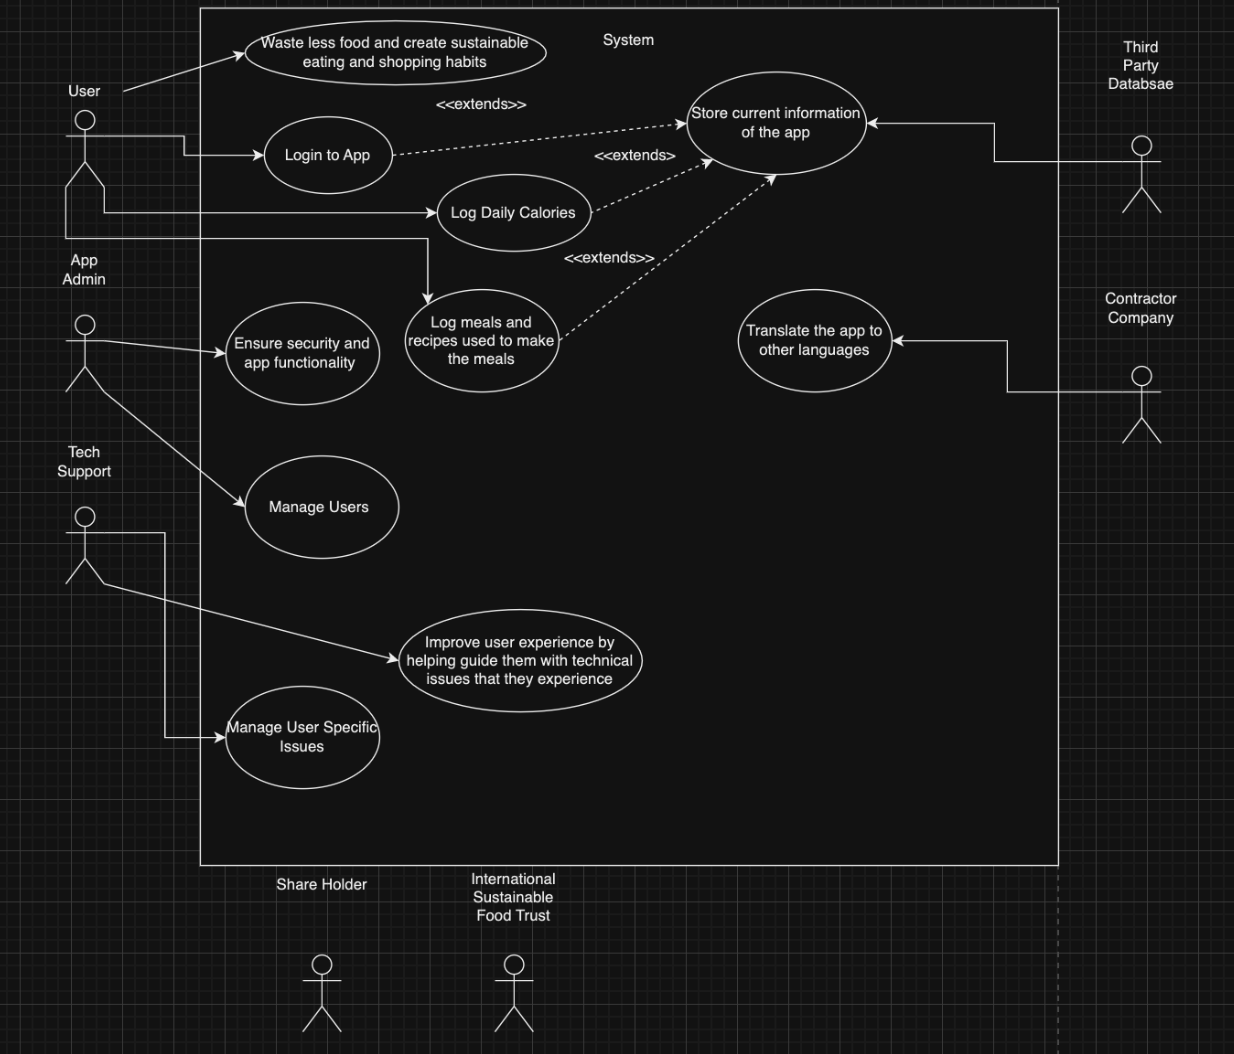 Waste less food and create sustainable
eating and shopping habits
System
Third
Party
Databsae
User
<<extends>>
Store current information
of the app
Login to App
<<extends>
Log Daily Calories
<<extends>>
App
Admin
Contractor
Company
Ensure security and
app functionality
Log meals and
recipes used to make
the meals
Translate the app to
other languages
Tech
Support
Manage Users
Improve user experience by
helping guide them with technical
issues that they experience
Manage User Specific
Issues
Share Holder
International
Sustainable
Food Trust